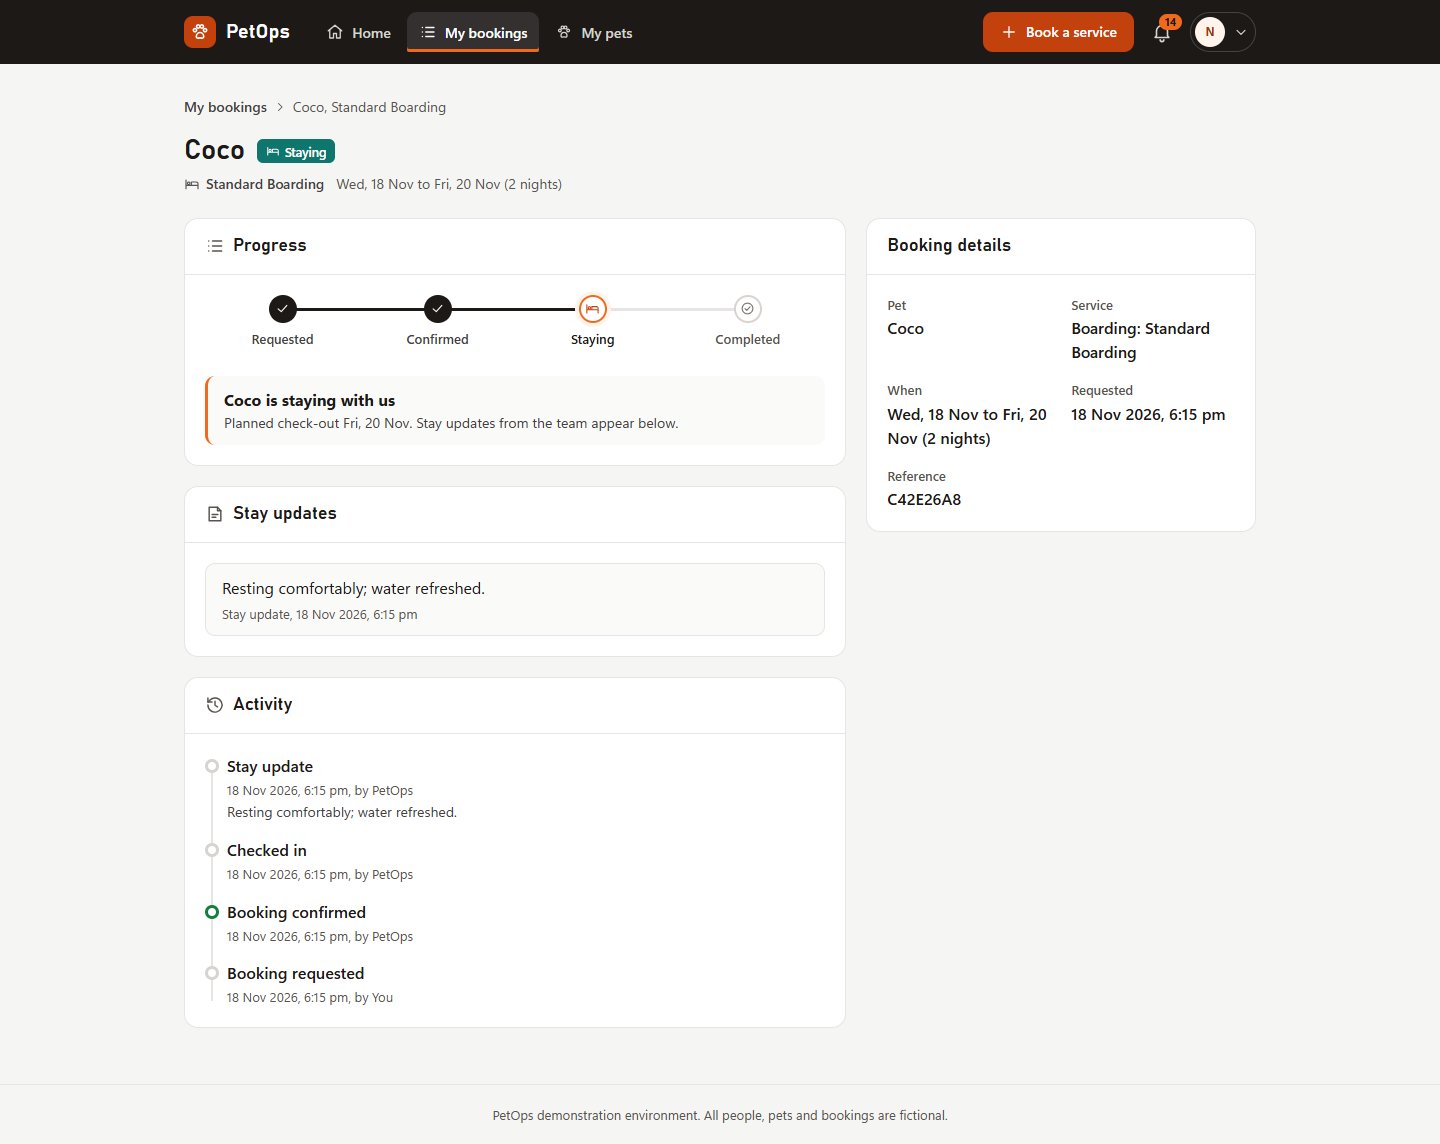 PetOps
Home
My bookings
My pets
Book a service
14
N
My bookings > Coco, Standard Boarding
Coco
Staying
Standard Boarding Wed, 18 Nov to Fri, 20 Nov (2 nights)
Progress
Requested
Confirmed
Staying
Completed
Coco is staying with us
Planned check-out Fri, 20 Nov. Stay updates from the team appear below.
Stay updates
Resting comfortably; water refreshed.
Stay update, 18 Nov 2026, 6:15 pm
Activity
Stay update
18 Nov 2026, 6:15 pm, by PetOps
Resting comfortably; water refreshed.
Checked in
18 Nov 2026, 6:15 pm, by PetOps
Booking confirmed
18 Nov 2026, 6:15 pm, by PetOps
Booking requested
18 Nov 2026, 6:15 pm, by You
Booking details
Pet
Coco
Service
Boarding: Standard
Boarding
When
Wed, 18 Nov to Fri, 20
Nov (2 nights)
Requested
18 Nov 2026, 6:15 pm
Reference
C42E26A8
PetOps demonstration environment. All people, pets and bookings are fictional.